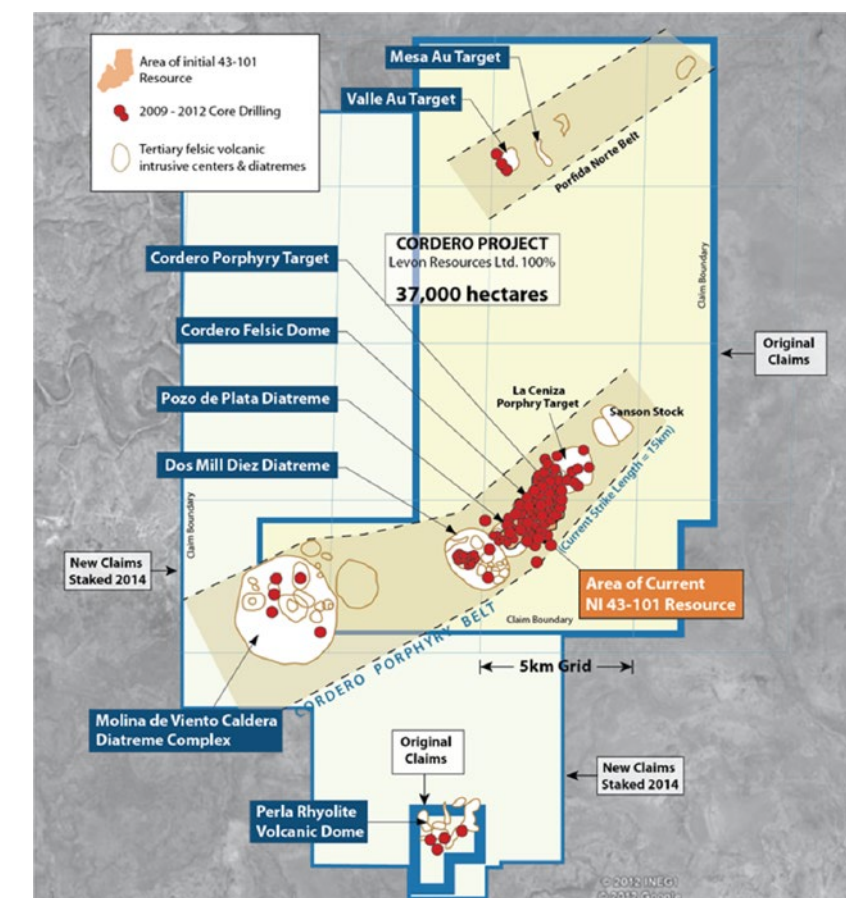 Area of initial 43-101
Resource
2009 - 2012 Core Drilling
Tertiary felsic volcanic
intrusive centers & diatremes
Mesa Au Target
Valle Au Target
Porfida Norte Belt
CORDERO PROJECT
Levon Resources Ltd. 100%
37,000 hectares
Claim Boundary
Original
Claims
Cordero Porphyry Target
Cordero Felsic Dome
Pozo de Plata Diatreme
Dos Mill Diez Diatreme
La Ceniza
Porphry Target
Sanson Stock
(Current Strike Length = 15km)
Claim Boundary
New Claims
Staked 2014
Area of Current
NI 43-101 Resource
Claim Boundary
CORDERO PORPHYRY BELT
5km Grid
Molina de Viento Caldera
Diatreme Complex
Original
Claims
New Claims
Staked 2014
Perla Rhyolite
Volcanic Dome
© 2012 INEGI
© 2012 Google